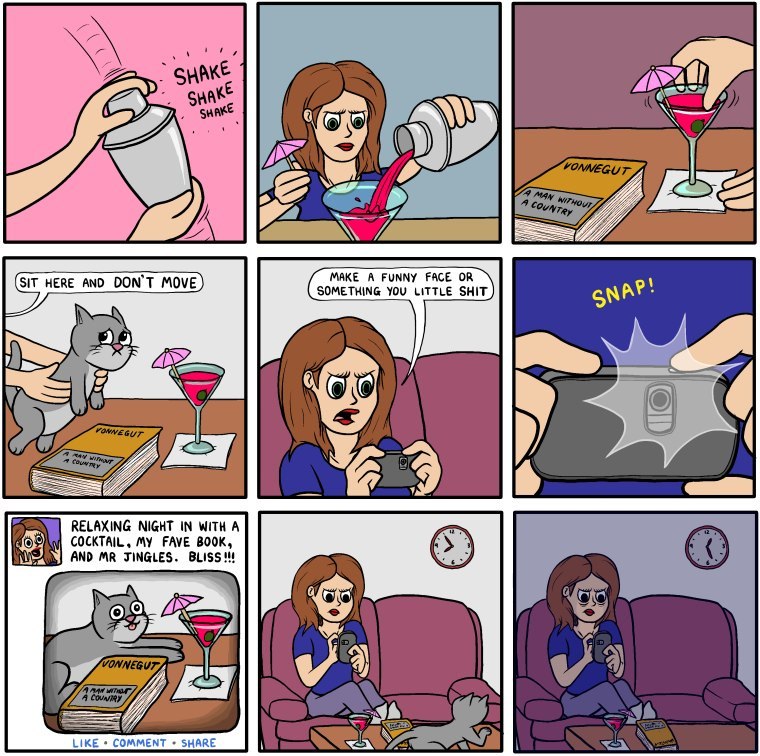 SHAKE
SHAKE
SHAKE
VONNEGUT
A MAN WITHOUT
A COUNTRY
SIT HERE AND DON'T MOVE
VONNEGUT
A MAN WITHOUT
A COUNTRY
MAKE A FUNNY FACE OR
SOMETHING YOU LITTLE SHIT
SNAP!
RELAXING NIGHT IN WITH A
COCKTAIL, MY FAVE BOOK,
AND MR JINGLES. BLISS!!!
VONNEGUT
A MAN WITHOUT
A COUNTRY
LIKE • COMMENT • SHARE